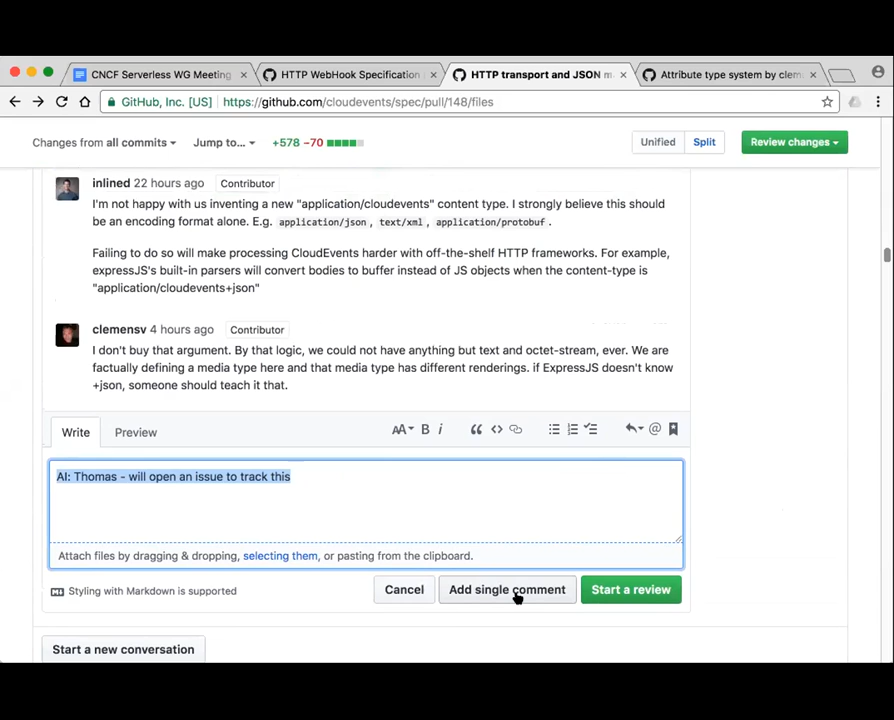 CNCF Serverless WG Meeting
HTTP WebHook Specification
HTTP transport and JSON m
Attribute type system by clem
GitHub, Inc. [US] https://github.com/cloudevents/spec/pull/148/files
Changes from all commits Jump to... +578 −70 Unified Split Review changes
inlined 22 hours ago Contributor
I'm not happy with us inventing a new "application/cloudevents" content type. I strongly believe this should
be an encoding format alone. E.g. application/json , text/xml , application/protobuf .
Failing to do so will make processing CloudEvents harder with off-the-shelf HTTP frameworks. For example,
expressJS's built-in parsers will convert bodies to buffer instead of JS objects when the content-type is
"application/cloudevents+json"
clemensv 4 hours ago Contributor
I don't buy that argument. By that logic, we could not have anything but text and octet-stream, ever. We are
factually defining a media type here and that media type has different renderings. if ExpressJS doesn't know
+json, someone should teach it that.
Write Preview AA B i
AI: Thomas - will open an issue to track this
Attach files by dragging & dropping, selecting them, or pasting from the clipboard.
Styling with Markdown is supported Cancel Add single comment Start a review
Start a new conversation